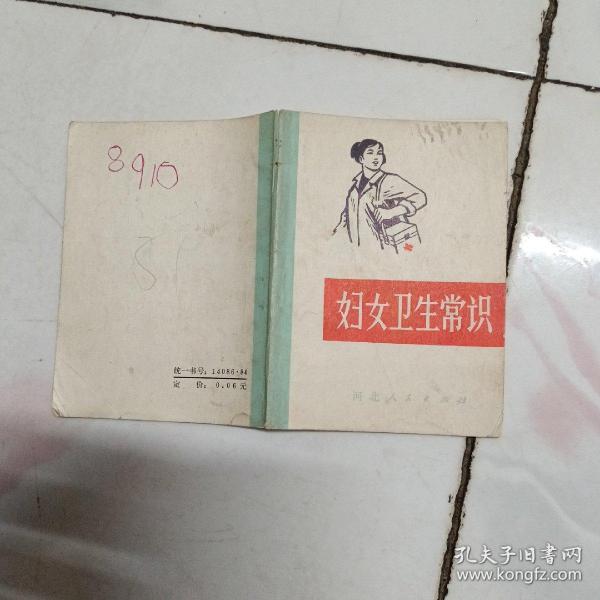 8910
统一书号：14086·84
定 价：0.06元
妇女卫生常识
河北人民出版社
孔夫子旧书网
www.kongfz.com